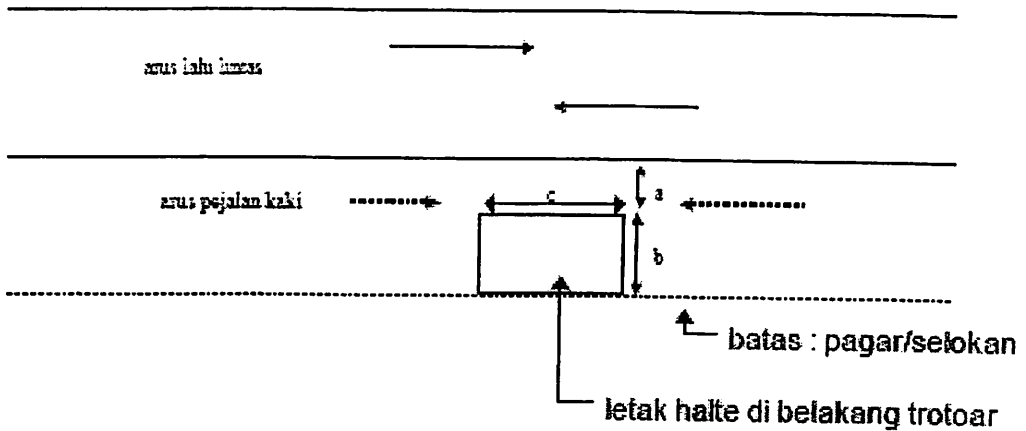 arus lalu lintas
arus pejalan kaki
c
a
b
batas : pagar/selokan
letak halte di belakang trotoar